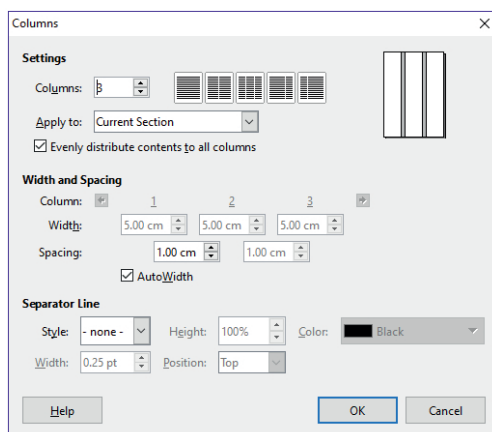 Columns
Settings
Columns: 3
Apply to: Current Section
Evenly distribute contents to all columns
Width and Spacing
Column: 1 2 3
Width: 5.00 cm 5.00 cm 5.00 cm
Spacing: 1.00 cm 1.00 cm
AutoWidth
Separator Line
Style: - none - Height: 100% Color: Black
Width: 0.25 pt Position: Top
Help OK Cancel